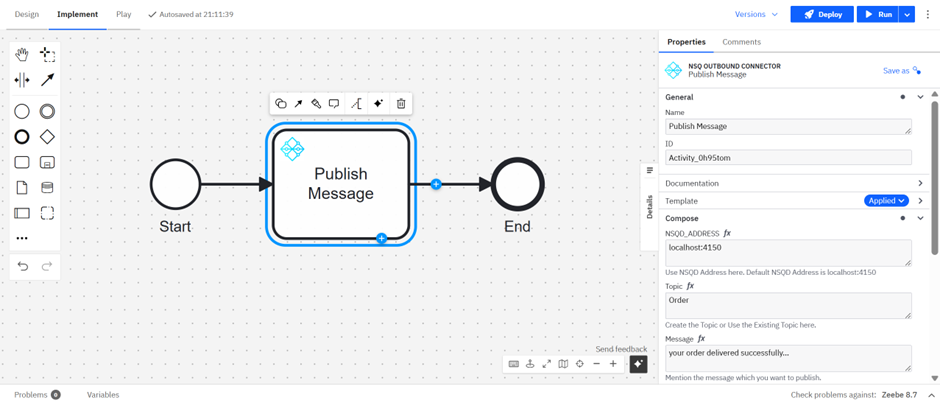 Design Implement Play Autosaved at 21:11:39 Versions Deploy Run
Properties Comments
NSQ OUTBOUND CONNECTOR
Publish Message
Save as
General
Name
Publish Message
ID
Activity_0h95tom
Documentation
Template Applied
Compose
NSQD_ADDRESS fx
localhost:4150
Use NSQD Address here. Default NSQD Address is localhost:4150
Topic fx
Order
Create the Topic or Use the Existing Topic here.
Message fx
your order delivered successfully...
Mention the message which you want to publish.
Details
Publish
Message
Start
End
Send feedback
Problems 0 Variables Check problems against: Zeebe 8.7